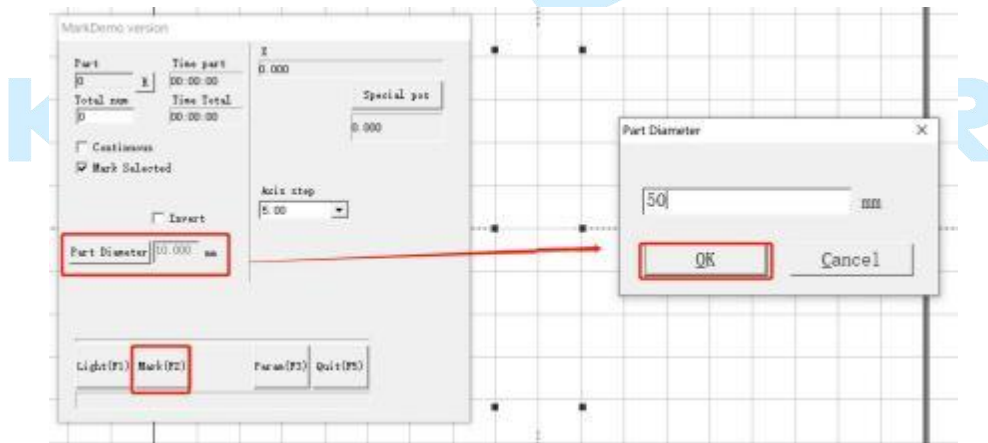 MarkDemo version
Part
0
R
Time part
00:00:00
Total num
0
Time Total
00:00:00
Continuous
Mark Selected
Invert
Part Diameter
mm
X
0.000
Special pos
0.000
Axis step
5.00
Light(F1)
Mark(F2)
Param(F3)
Quit(F5)
Part Diameter
50
mm
OK
Cancel